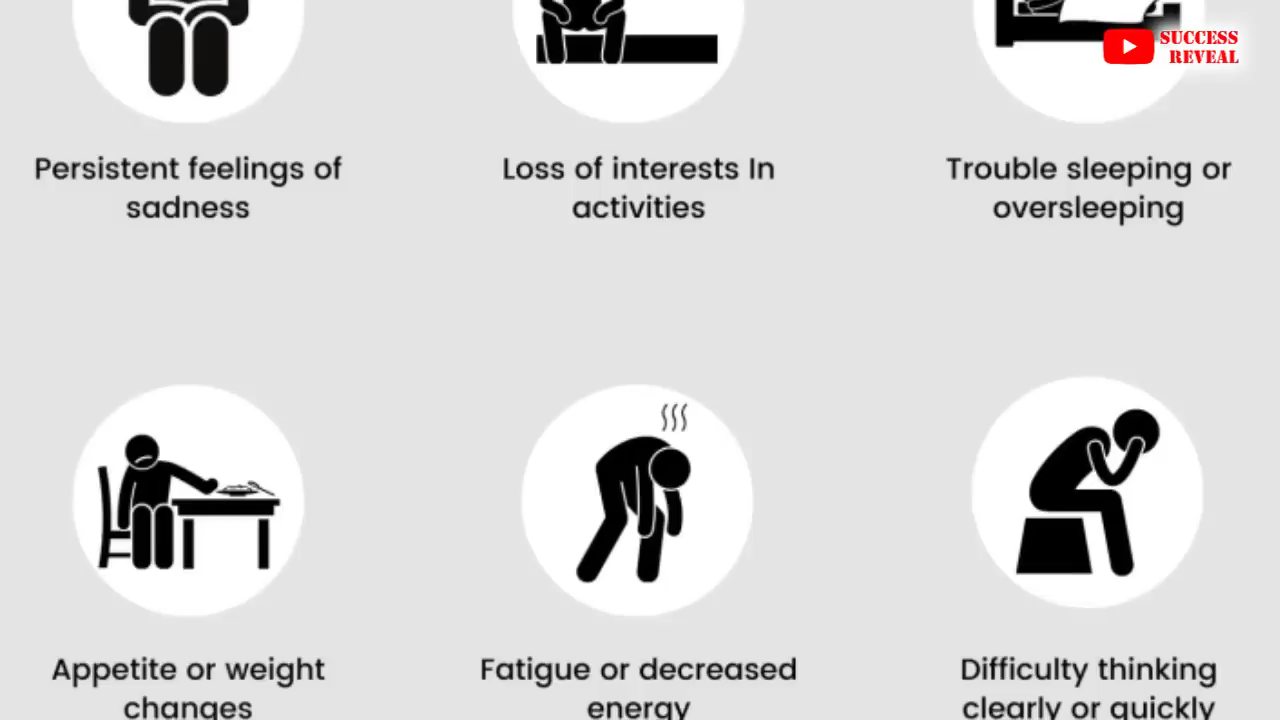 SUCCESS
REVEAL
Persistent feelings of
sadness
Loss of interests In
activities
Trouble sleeping or
oversleeping
Appetite or weight
changes
Fatigue or decreased
energy
Difficulty thinking
clearly or quickly